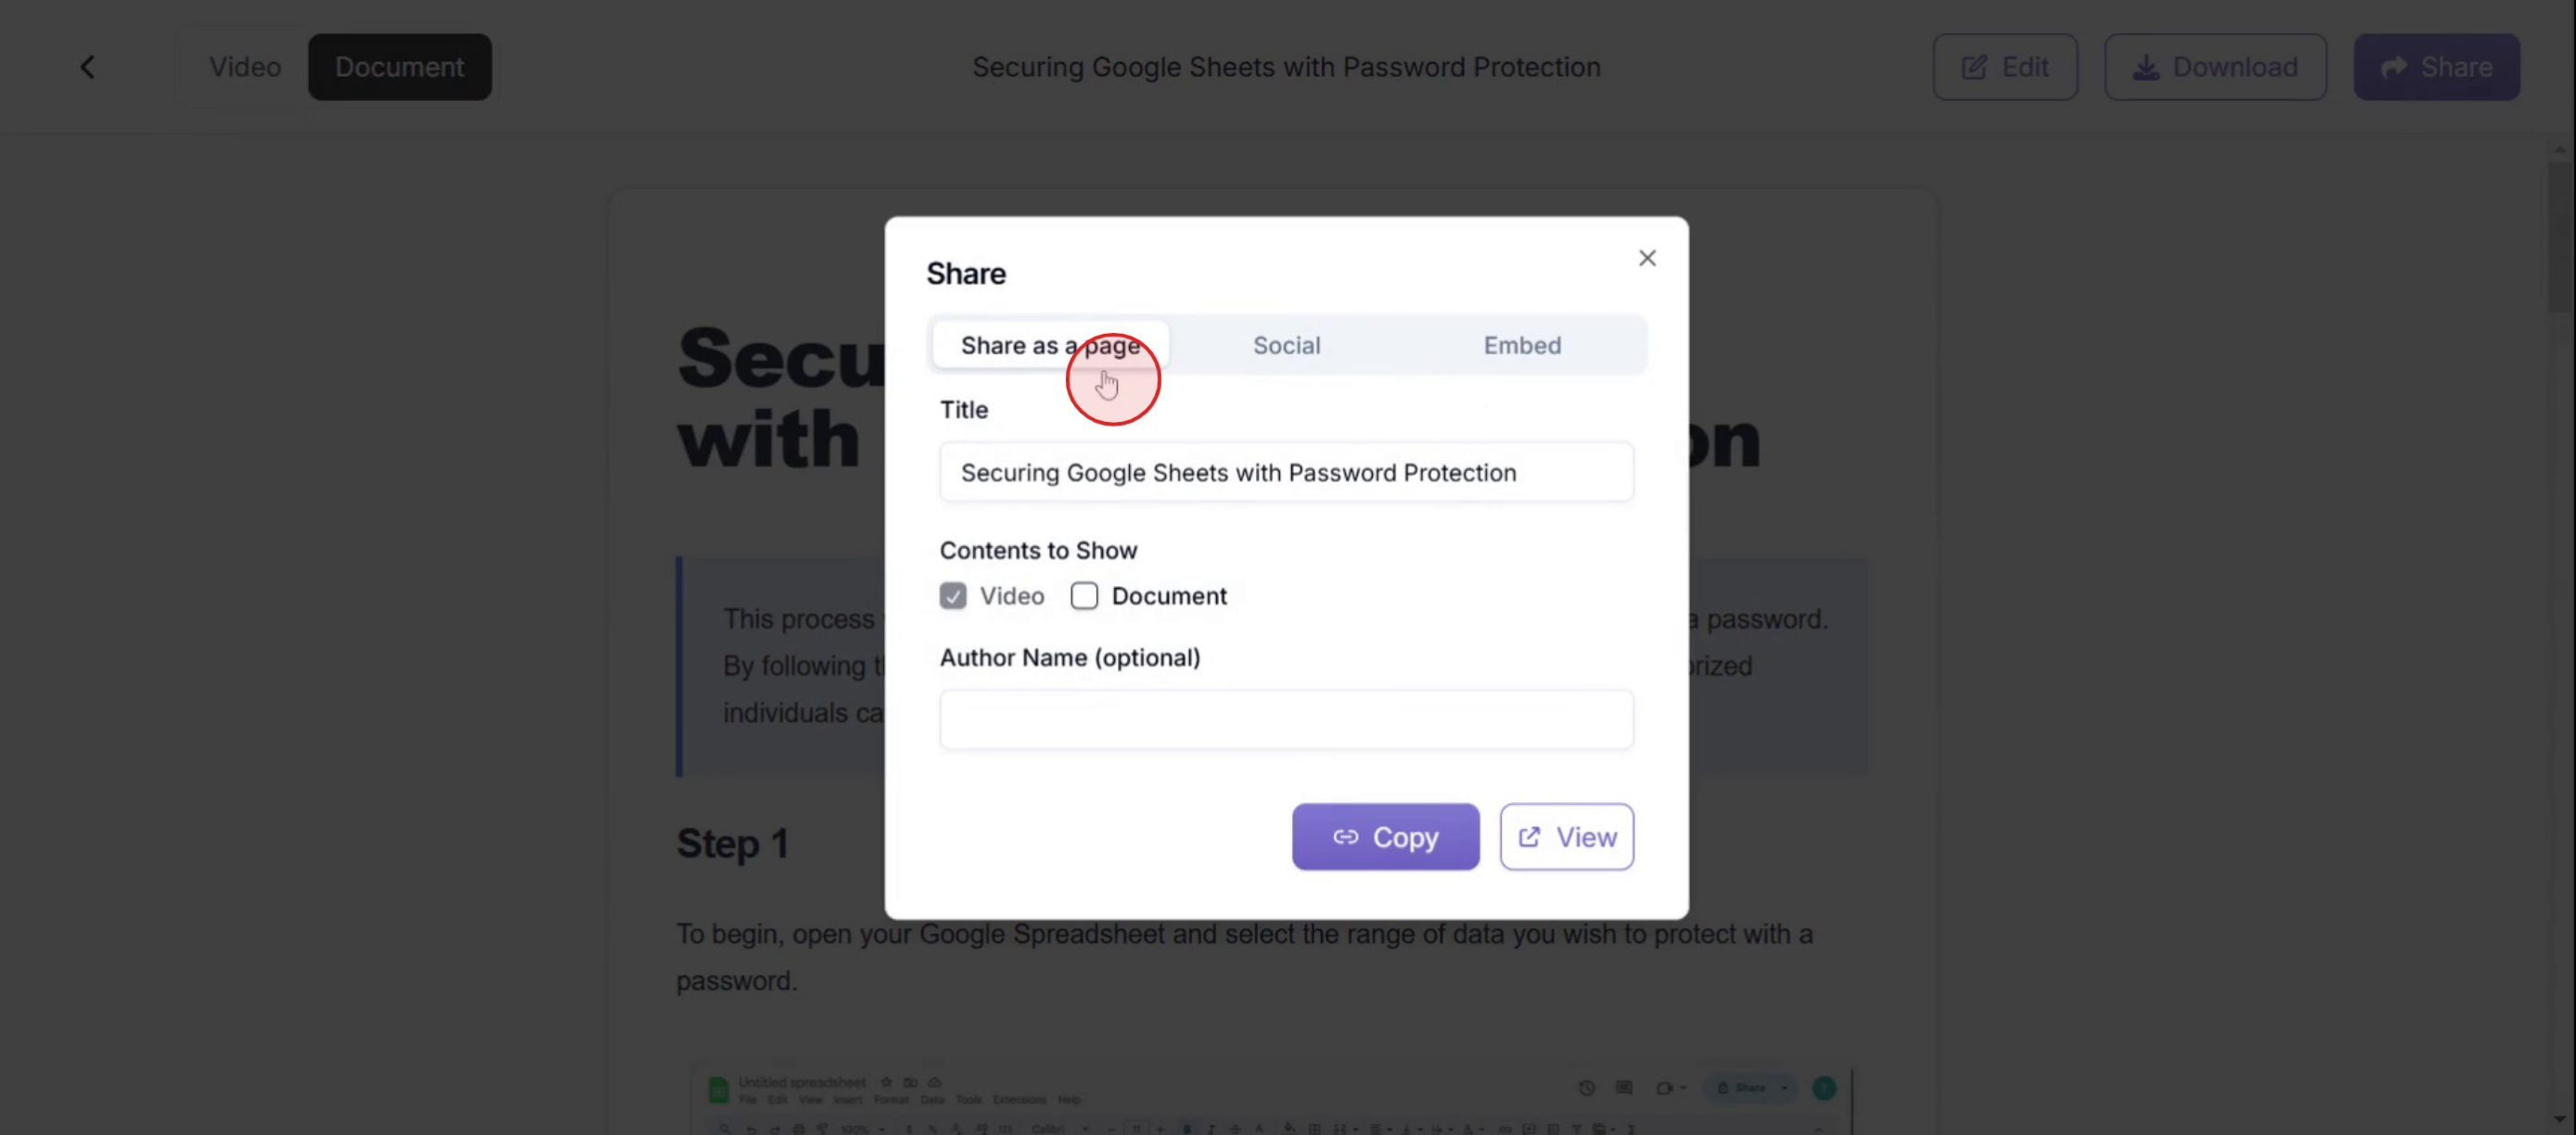 Video
Document
Securing Google Sheets with Password Protection
Edit
Download
Share
Secu
with
on
Share
Share as a page
Social
Embed
Title
Securing Google Sheets with Password Protection
Contents to Show
Video
Document
Author Name (optional)
Copy
View
This process
a password.
By following
orized
individuals ca
Step 1
To begin, open your Google Spreadsheet and select the range of data you wish to protect with a
password.
Untitled spreadsheet
File Edit View Insert Format Data Tools Extensions Help
Share
100% Calibri 11